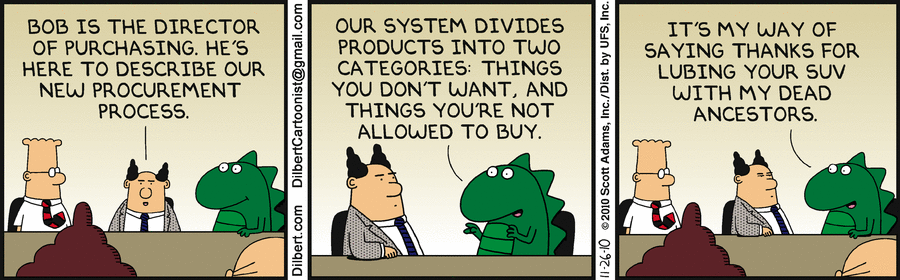 BOB IS THE DIRECTOR
OF PURCHASING. HE'S
HERE TO DESCRIBE OUR
NEW PROCUREMENT
PROCESS.
Dilbert.com DilbertCartoonist@gmail.com
OUR SYSTEM DIVIDES
PRODUCTS INTO TWO
CATEGORIES: THINGS
YOU DON'T WANT, AND
THINGS YOU'RE NOT
ALLOWED TO BUY.
11-26-10 © 2010 Scott Adams, Inc./Dist. by UFS, Inc.
IT'S MY WAY OF
SAYING THANKS FOR
LUBING YOUR SUV
WITH MY DEAD
ANCESTORS.